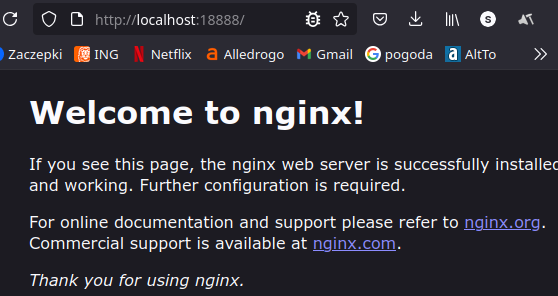 http://localhost:18888/
Zaczepki ING Netflix Alledrogo Gmail pogoda AltTo
Welcome to nginx!
If you see this page, the nginx web server is successfully installed
and working. Further configuration is required.
For online documentation and support please refer to nginx.org.
Commercial support is available at nginx.com.
Thank you for using nginx.